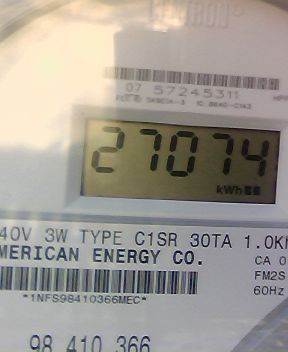 07 57245311
27074
kWh
40V 3W TYPE C1SR 30TA 1.0K
MERICAN ENERGY CO.
CA 0
FM2S
60Hz
*1NFS98410366MEC*
98 410 366